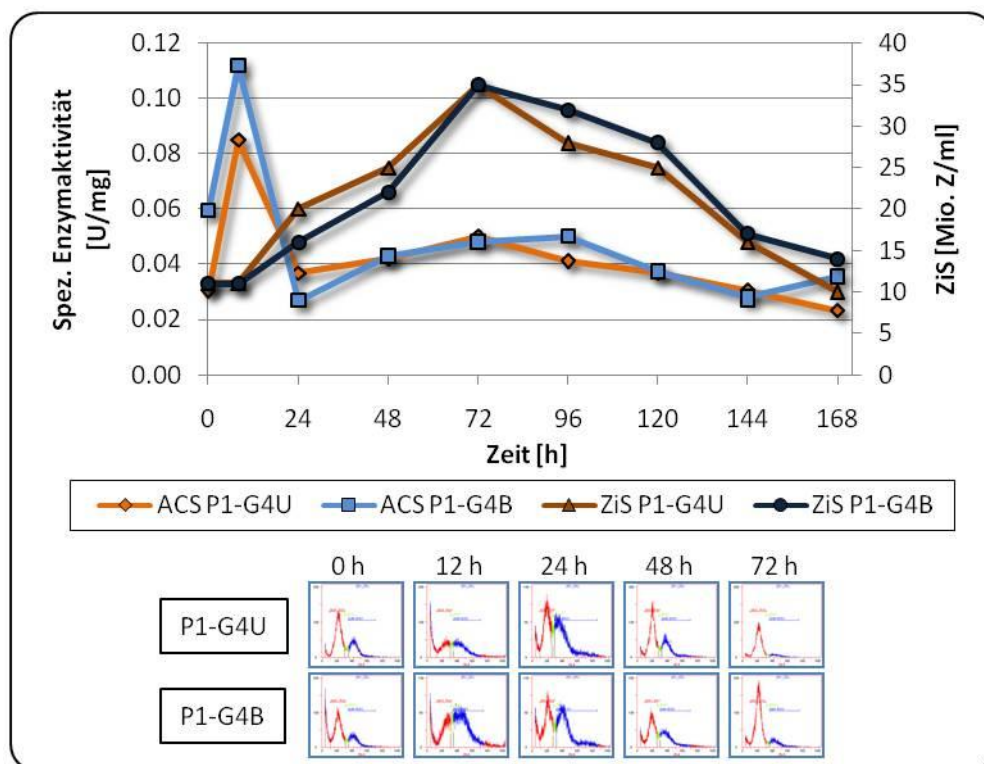 0.12
0.10
0.08
0.06
0.04
0.02
0.00
Spez. Enzymaktivität
[U/mg]
40
35
30
25
20
15
10
5
0
ZiS [Mio. Z/ml]
0 24 48 72 96 120 144 168
Zeit [h]
ACS P1-G4U ACS P1-G4B ZiS P1-G4U ZiS P1-G4B
0 h 12 h 24 h 48 h 72 h
P1-G4U
P1-G4B